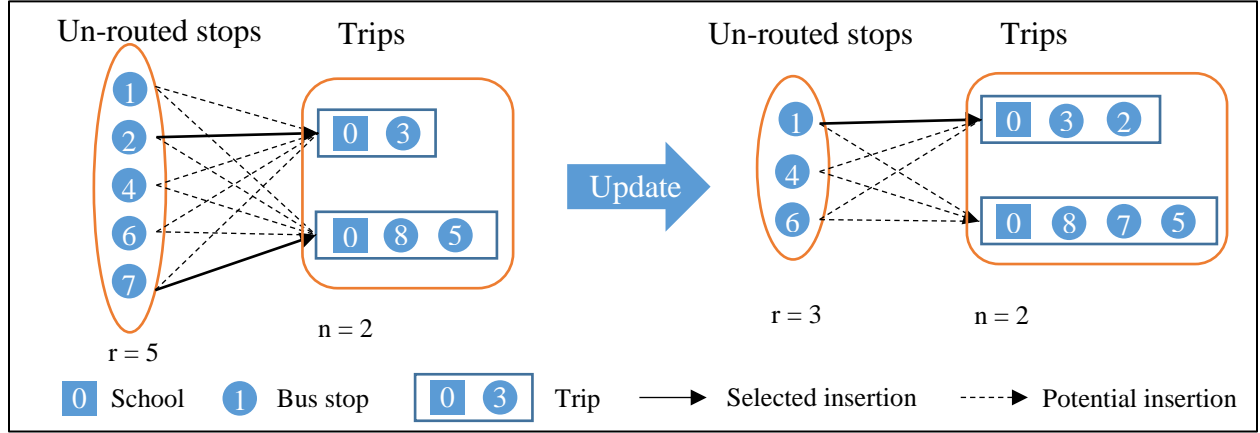 Un-routed stops Trips
1
2
4
6
7
0 3
0 8 5
r = 5
n = 2
Update
Un-routed stops Trips
1
4
6
0 3 2
0 8 7 5
r = 3
n = 2
0 School 1 Bus stop 0 3 Trip Selected insertion Potential insertion